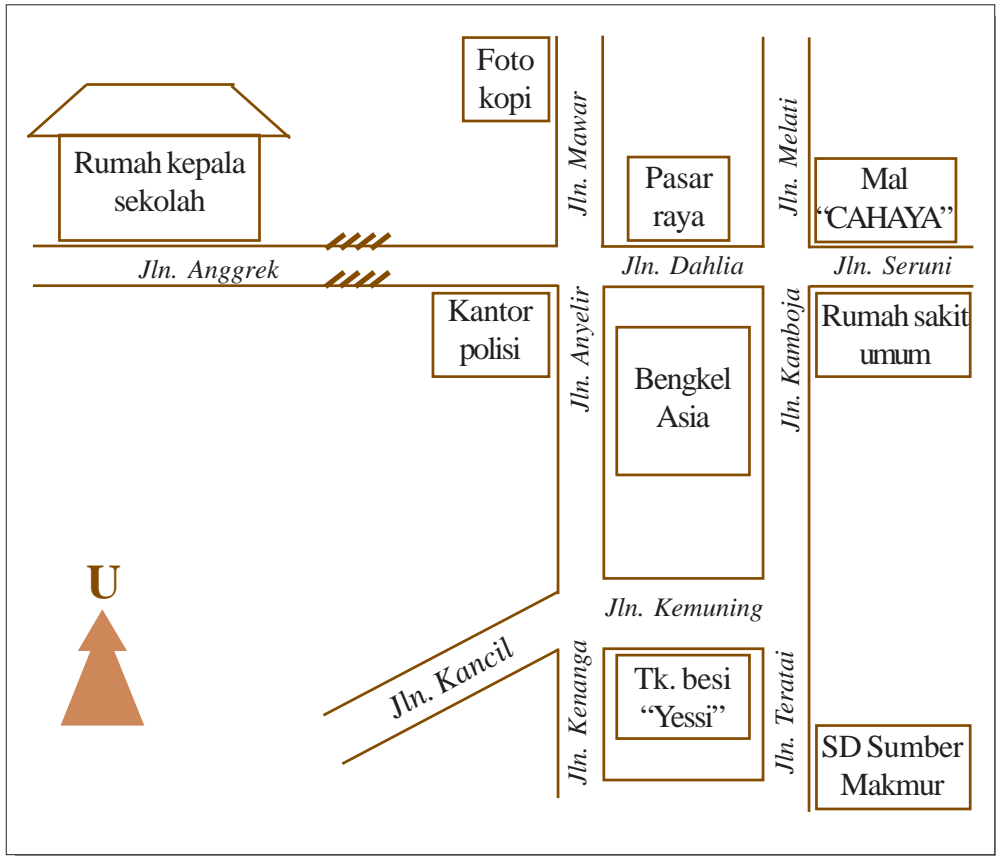 Foto
kopi
Jln. Mawar
Jln. Melati
Rumah kepala
sekolah
Pasar
raya
Mal
“CAHAYA”
Jln. Anggrek
Jln. Dahlia
Jln. Seruni
Kantor
polisi
Jln. Anyelir
Bengkel
Asia
Jln. Kamboja
Rumah sakit
umum
U
Jln. Kemuning
Jln. Kancil
Jln. Kenanga
Tk. besi
“Yessi”
Jln. Teratai
SD Sumber
Makmur